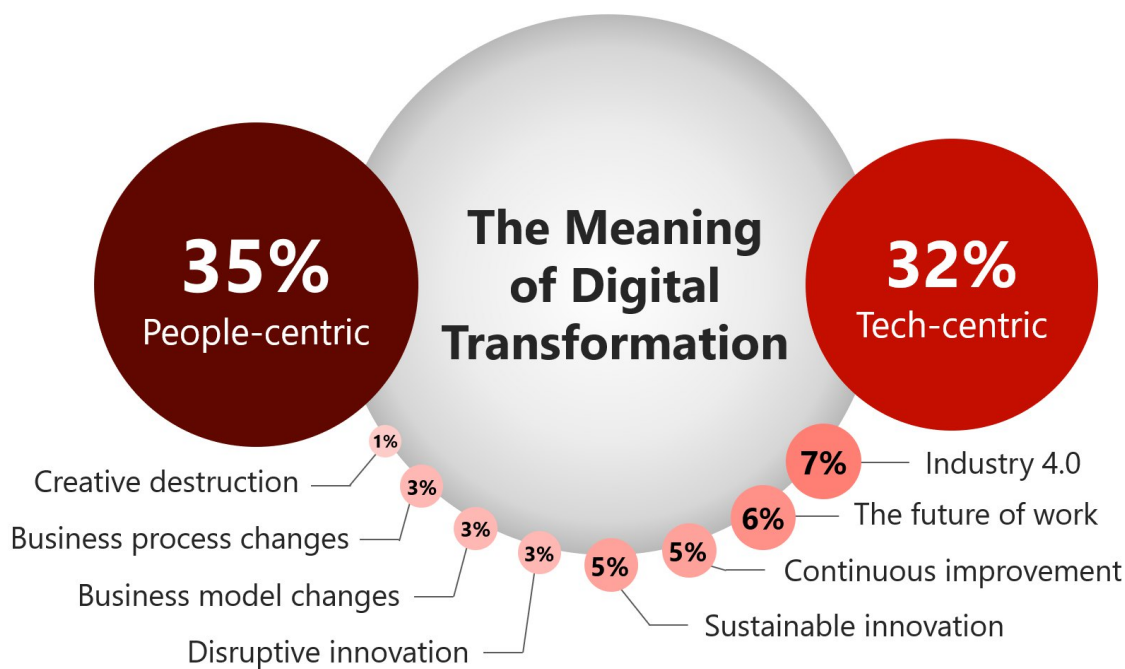 The Meaning
of Digital
Transformation
35%
People-centric
32%
Tech-centric
1%
Creative destruction
3%
Business process changes
3%
Business model changes
3%
Disruptive innovation
5%
Sustainable innovation
5%
Continuous improvement
6%
The future of work
7%
Industry 4.0